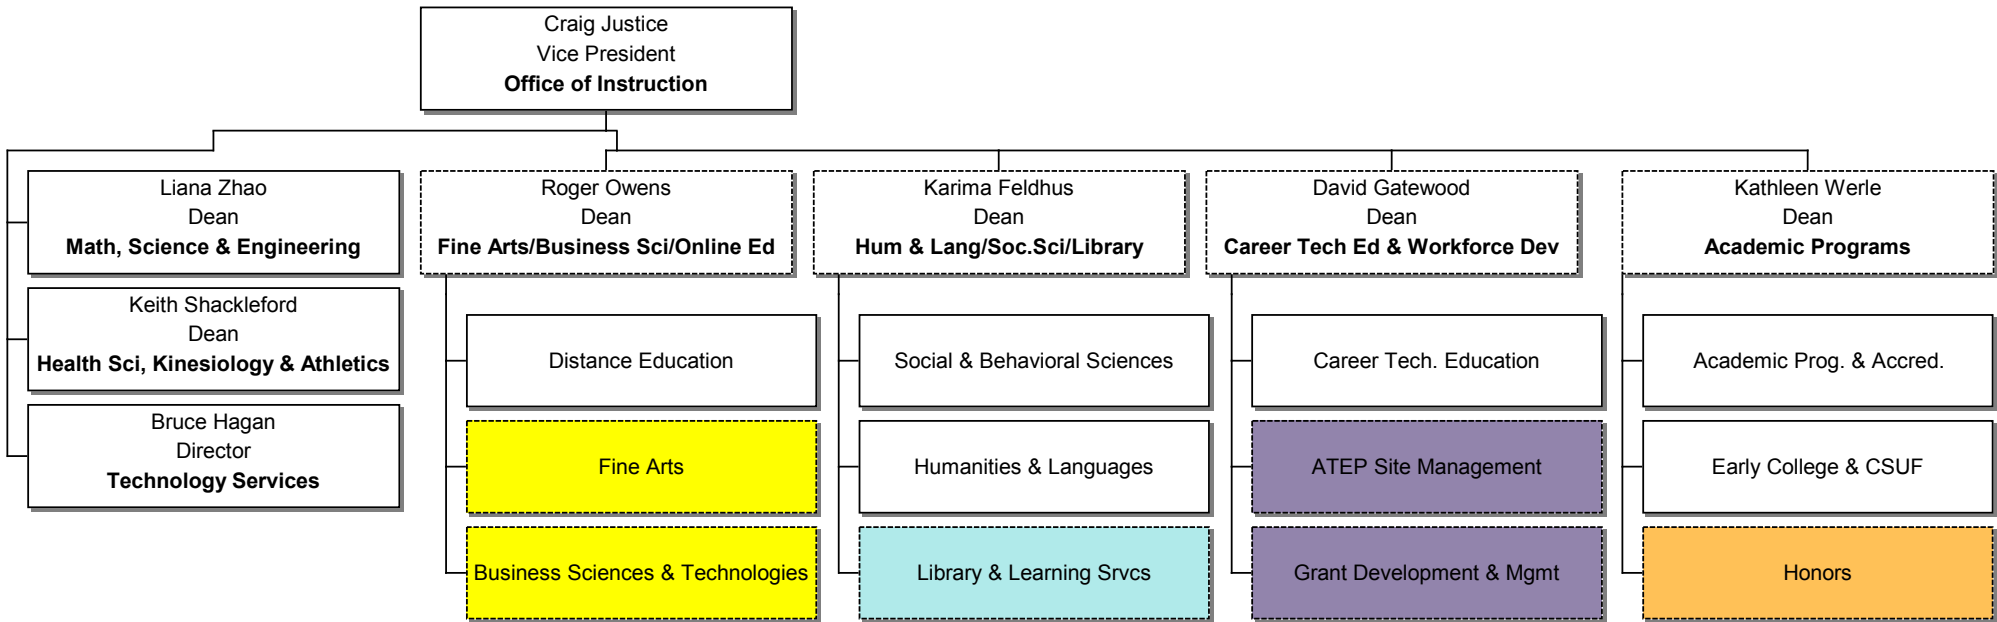 Craig Justice
Vice President
Office of Instruction
Liana Zhao
Dean
Math, Science & Engineering
Keith Shackleford
Dean
Health Sci, Kinesiology & Athletics
Bruce Hagan
Director
Technology Services
Roger Owens
Dean
Fine Arts/Business Sci/Online Ed
Distance Education
Fine Arts
Business Sciences & Technologies
Karima Feldhus
Dean
Hum & Lang/Soc.Sci/Library
Social & Behavioral Sciences
Humanities & Languages
Library & Learning Srvcs
David Gatewood
Dean
Career Tech Ed & Workforce Dev
Career Tech. Education
ATEP Site Management
Grant Development & Mgmt
Kathleen Werle
Dean
Academic Programs
Academic Prog. & Accred.
Early College & CSUF
Honors